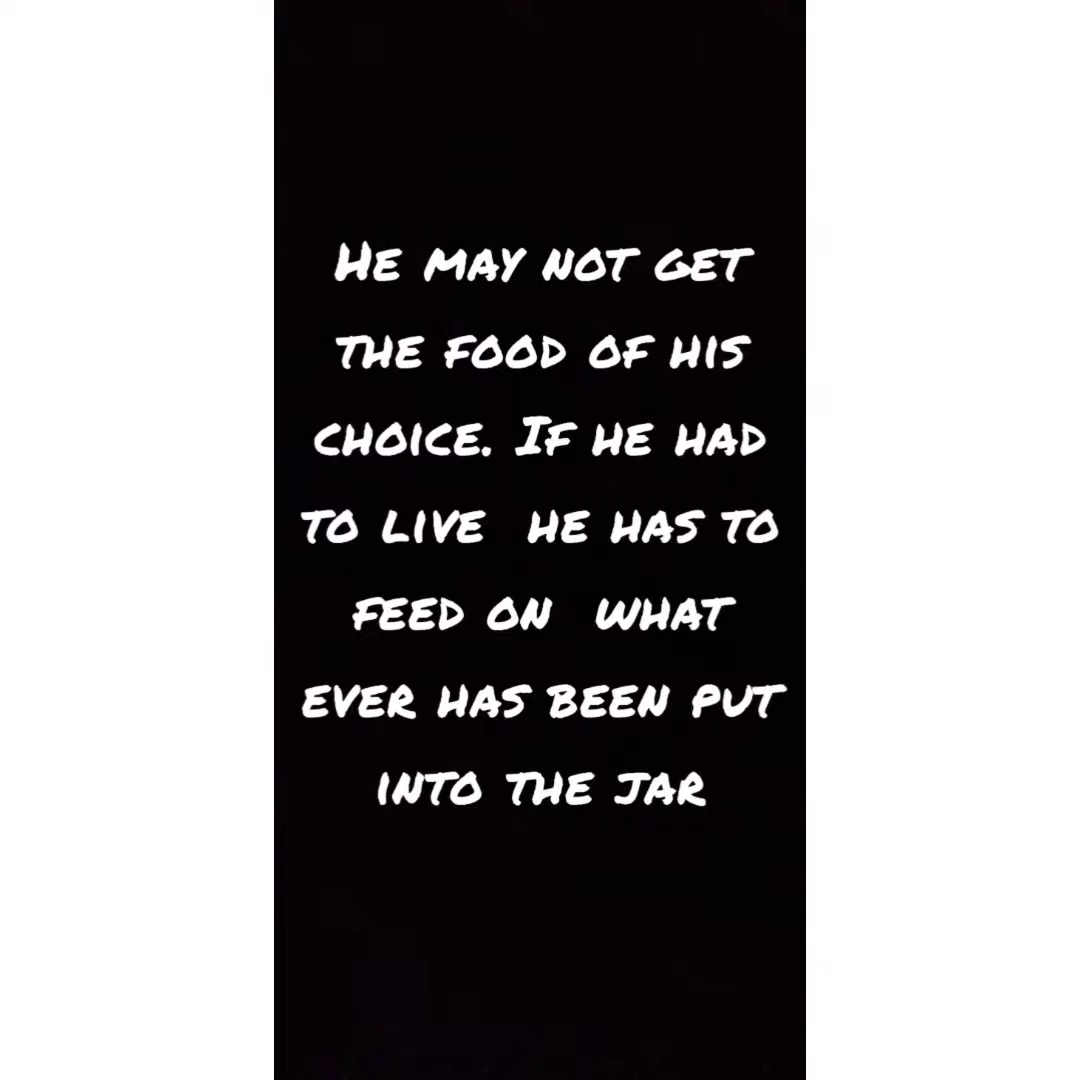 He may not get
the food of his
choice. If he had
to live  he has to
feed on  what
ever has been put
into the jar